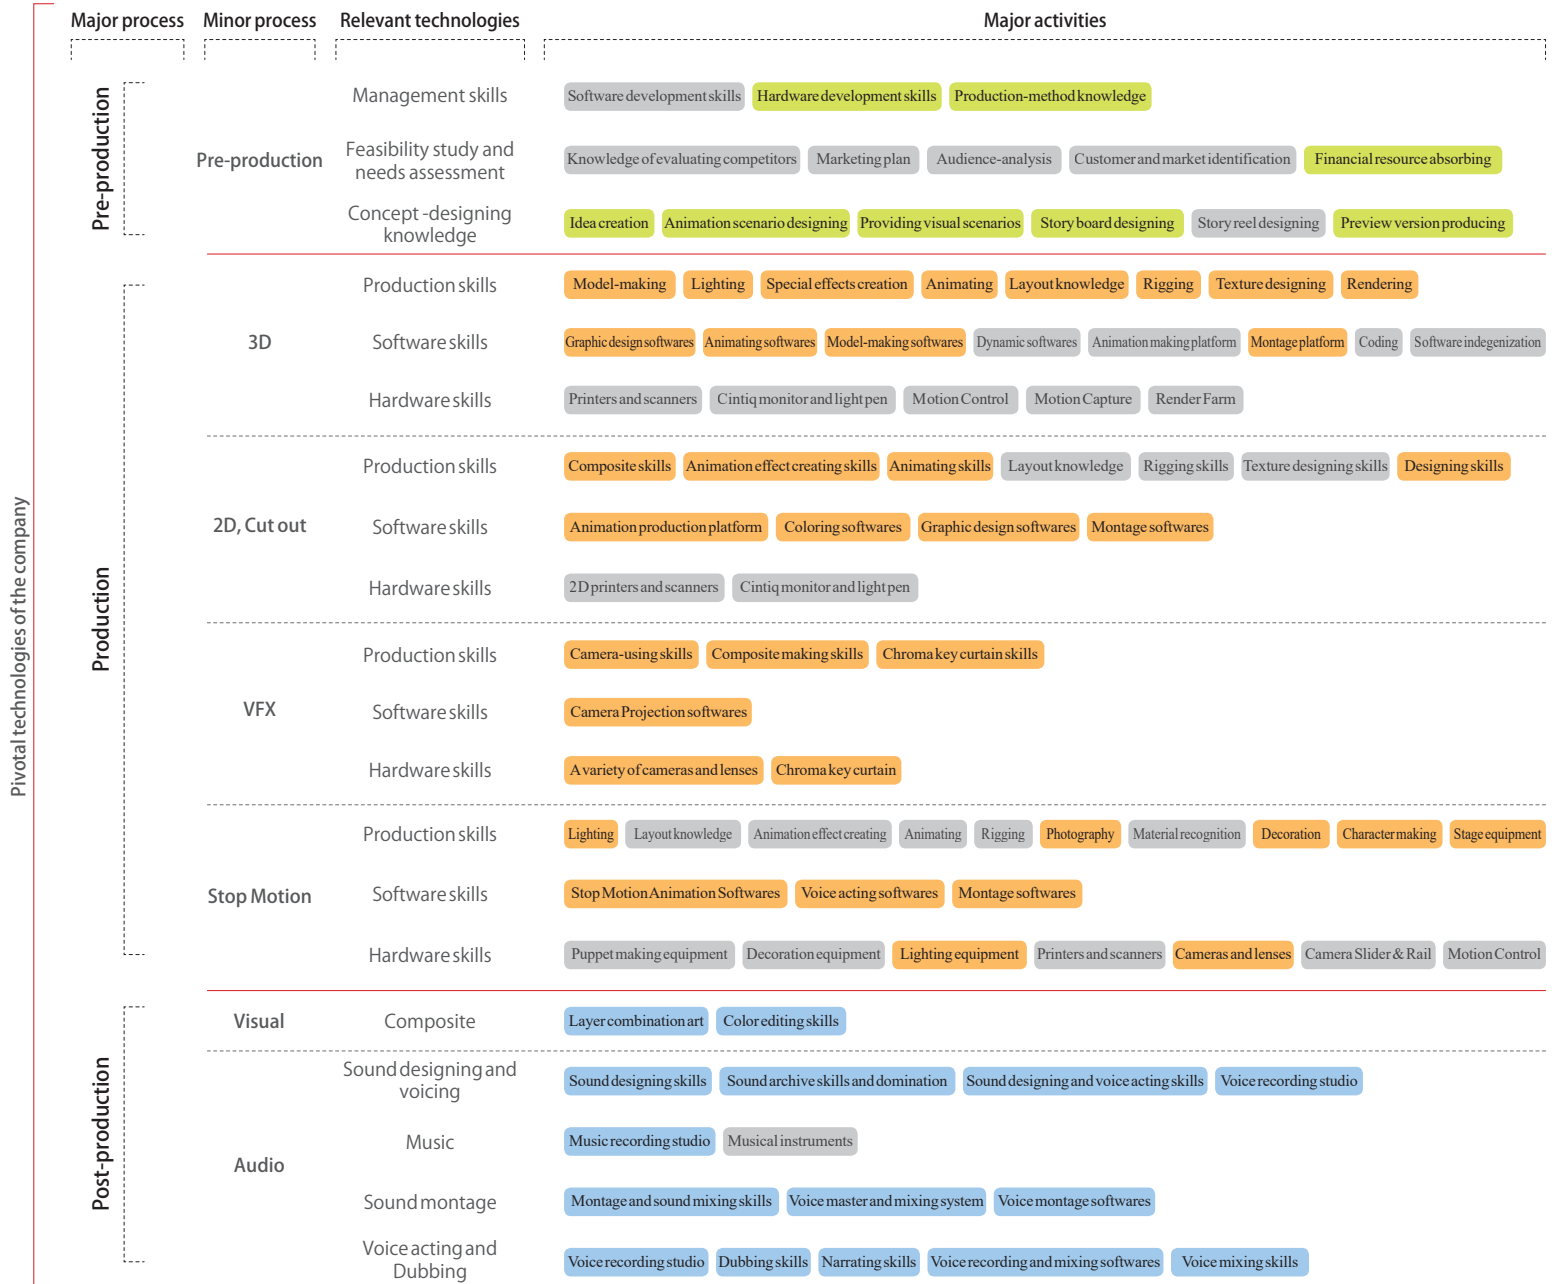 Major process Minor process Relevant technologies Major activities
Pivotal technologies of the company
Pre-production
Pre-production
Management skills
Software development skills Hardware development skills Production-method knowledge
Feasibility study and
needs assessment
Knowledge of evaluating competitors Marketing plan Audience-analysis Customer and market identification Financial resource absorbing
Concept -designing
knowledge
Idea creation Animation scenario designing Providing visual scenarios Story board designing Story reel designing Preview version producing
Production
3D
Production skills
Model-making Lighting Special effects creation Animating Layout knowledge Rigging Texture designing Rendering
Software skills
Graphic design softwares Animating softwares Model-making softwares Dynamic softwares Animation making platform Montage platform Coding Software indegenization
Hardware skills
Printers and scanners Cintiq monitor and light pen Motion Control Motion Capture Render Farm
2D, Cut out
Production skills
Composite skills Animation effect creating skills Animating skills Layout knowledge Rigging skills Texture designing skills Designing skills
Software skills
Animation production platform Coloring softwares Graphic design softwares Montage softwares
Hardware skills
2D printers and scanners Cintiq monitor and light pen
VFX
Production skills
Camera-using skills Composite making skills Chroma key curtain skills
Software skills
Camera Projection softwares
Hardware skills
A variety of cameras and lenses Chroma key curtain
Stop Motion
Production skills
Lighting Layout knowledge Animation effect creating Animating Rigging Photography Material recognition Decoration Character making Stage equipment
Software skills
Stop Motion Animation Softwares Voice acting softwares Montage softwares
Hardware skills
Puppet making equipment Decoration equipment Lighting equipment Printers and scanners Cameras and lenses Camera Slider & Rail Motion Control
Post-production
Visual
Composite
Layer combination art Color editing skills
Audio
Sound designing and
voicing
Sound designing skills Sound archive skills and domination Sound designing and voice acting skills Voice recording studio
Music
Music recording studio Musical instruments
Sound montage
Montage and sound mixing skills Voice master and mixing system Voice montage softwares
Voice acting and
Dubbing
Voice recording studio Dubbing skills Narrating skills Voice recording and mixing softwares Voice mixing skills